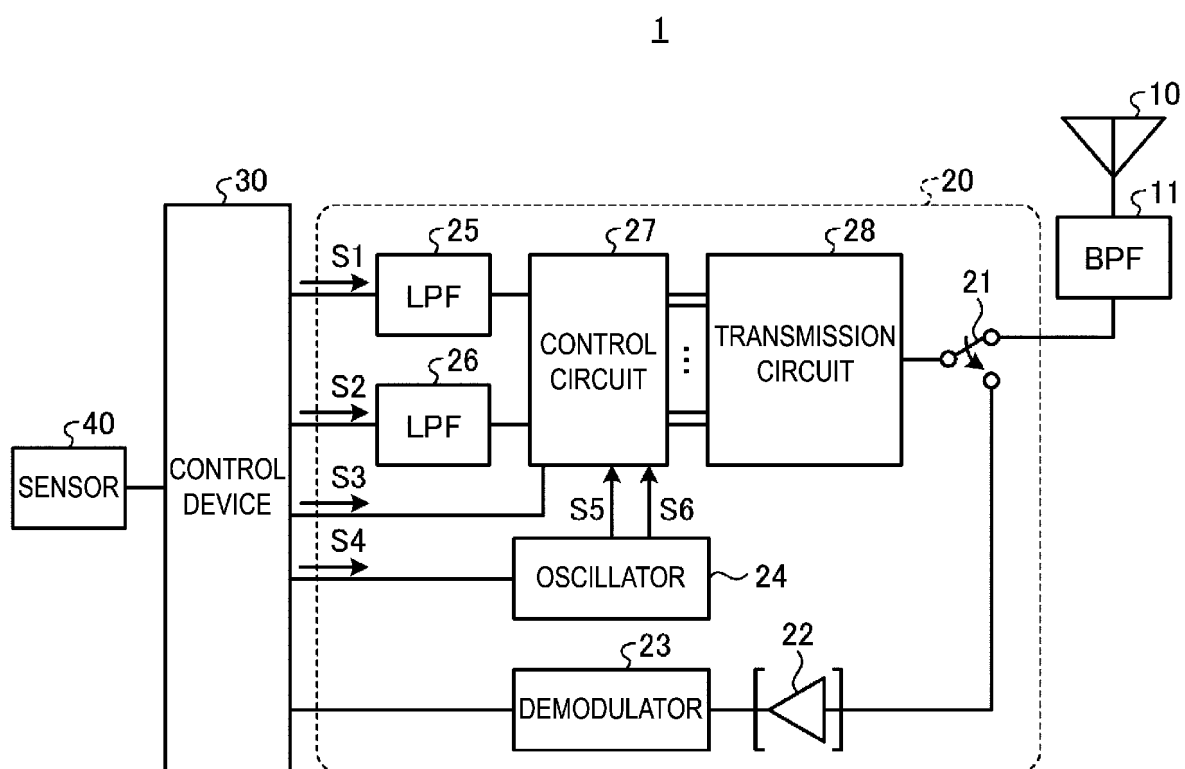 1
10
30
20
11
BPF
25
27
28
S1
LPF
21
CONTROL
CIRCUIT
TRANSMISSION
CIRCUIT
26
S2
LPF
40
SENSOR
CONTROL
DEVICE
S3
S5
S6
S4
OSCILLATOR
24
23
22
DEMODULATOR